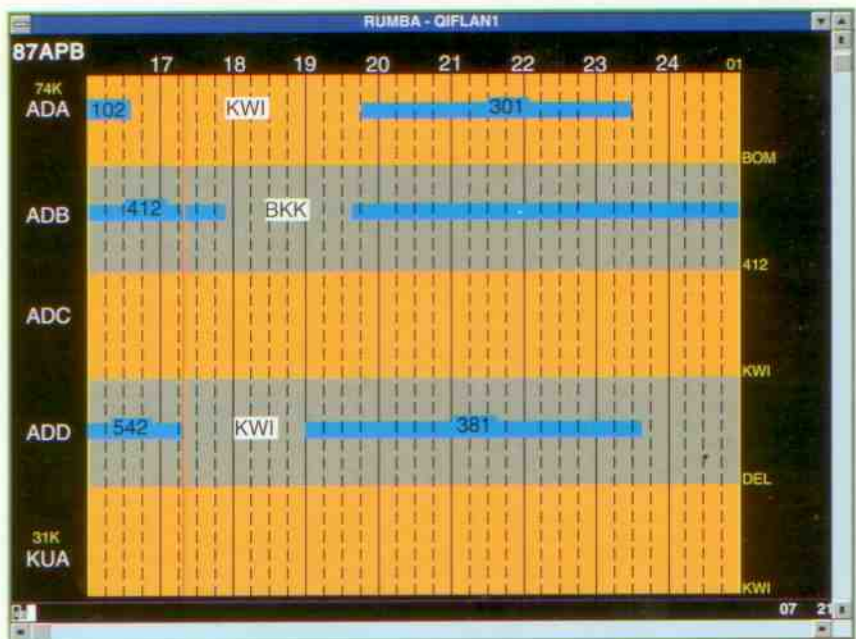 RUMBA - QIFLAN1
87APB
17 18 19 20 21 22 23 24 01
74K
ADA 102 KWI 301
BOM
ADB 412 BKK
412
ADC
KWI
ADD 542 KWI 381
DEL
31K
KUA
KWI
07 21